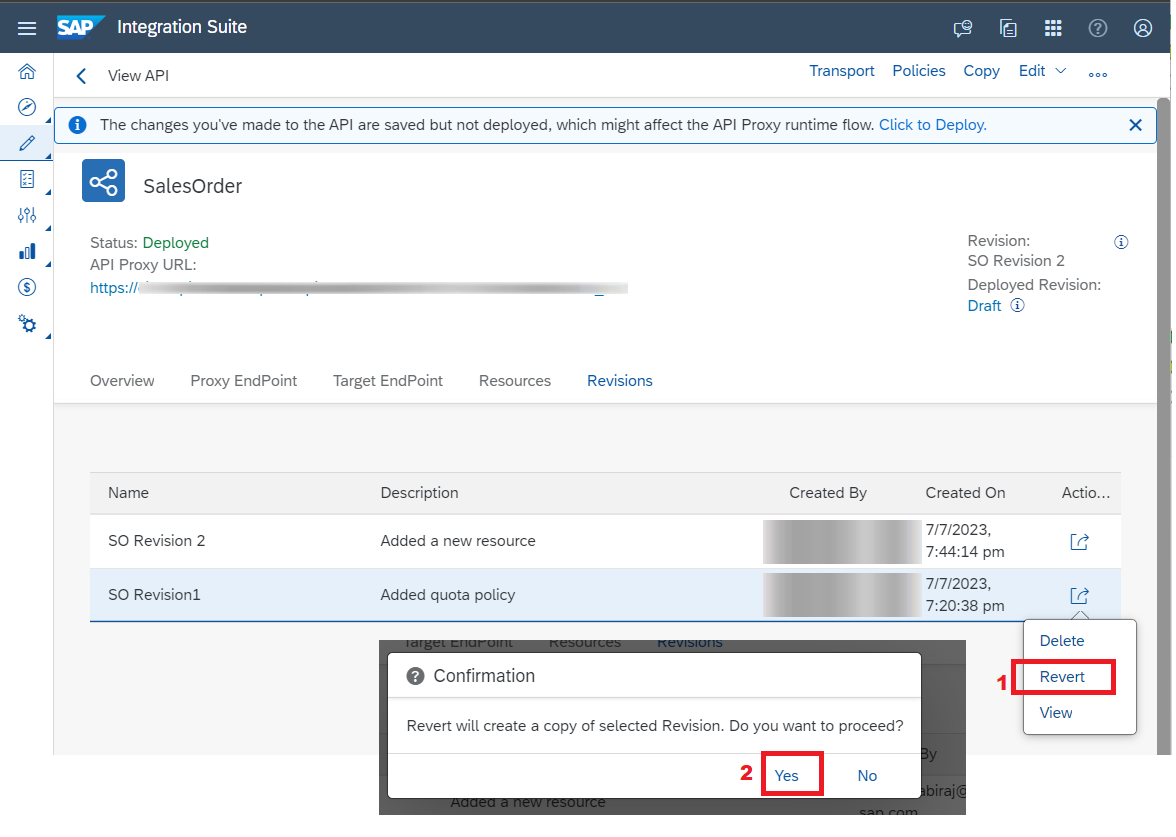 SAP Integration Suite
View API
Transport Policies Copy Edit
The changes you've made to the API are saved but not deployed, which might affect the API Proxy runtime flow. Click to Deploy.
SalesOrder
Status: Deployed
API Proxy URL:
https://
Revision:
SO Revision 2
Deployed Revision:
Draft
Overview Proxy EndPoint Target EndPoint Resources Revisions
Name Description Created By Created On Actio...
SO Revision 2 Added a new resource 7/7/2023,
7:44:14 pm
SO Revision1 Added quota policy 7/7/2023,
7:20:38 pm
Delete
1 Revert
View
Target EndPoint Resources Revisions
Confirmation
Revert will create a copy of selected Revision. Do you want to proceed?
By
2 Yes No
abiraj@
Added a new resource
sap.com